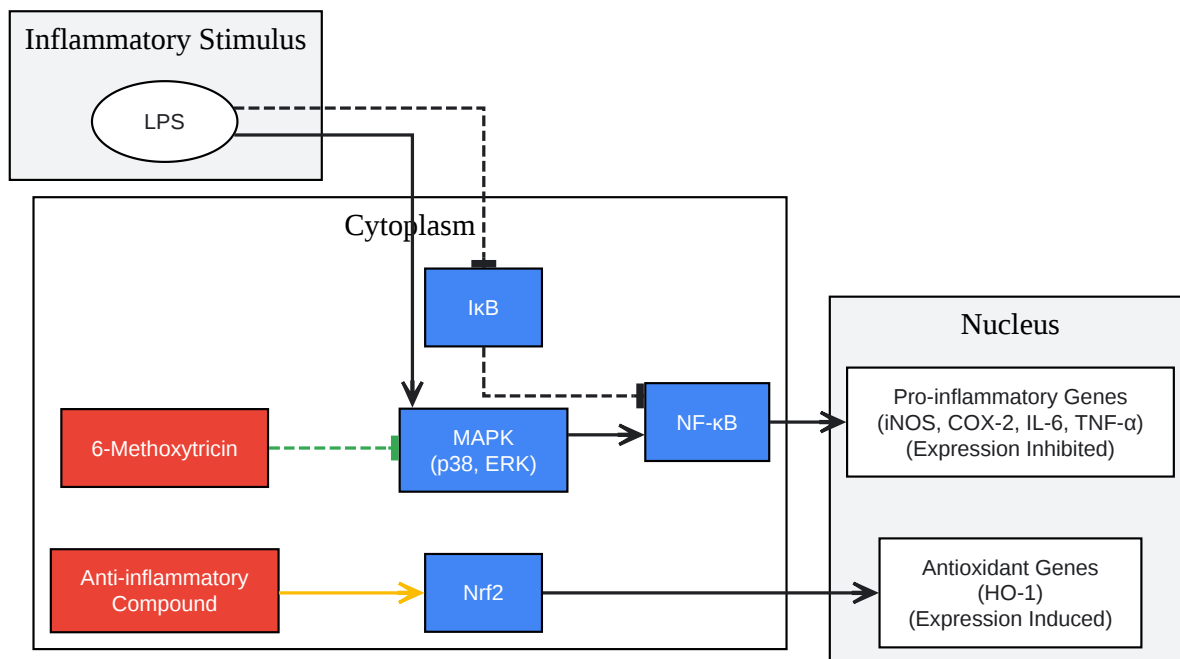 Inflammatory Stimulus
LPS
Cytoplasm
IκB
Nucleus
Pro-inflammatory Genes
(iNOS, COX-2, IL-6, TNF-α)
(Expression Inhibited)
NF-κB
MAPK
(p38, ERK)
6-Methoxytricin
Anti-inflammatory
Compound
Nrf2
Antioxidant Genes
(HO-1)
(Expression Induced)